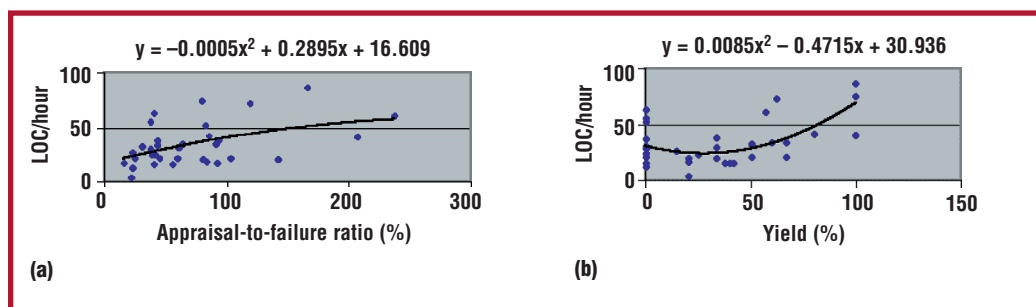 y = –0.0005x² + 0.2895x + 16.609
LOC/hour
100
50
0
0
100
200
300
Appraisal-to-failure ratio (%)
(a)
y = 0.0085x² – 0.4715x + 30.936
LOC/hour
100
50
0
0
50
100
150
Yield (%)
(b)